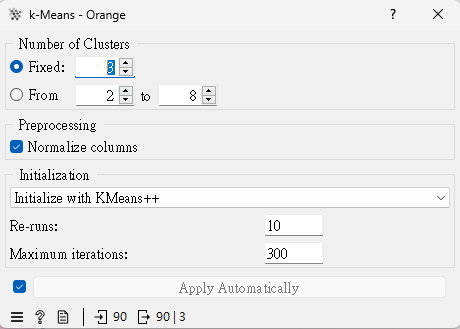 k-Means - Orange ?
Number of Clusters
Fixed: 3
From 2 to 8
Preprocessing
Normalize columns
Initialization
Initialize with KMeans++
Re-runs: 10
Maximum iterations: 300
Apply Automatically
? 90 90 | 3